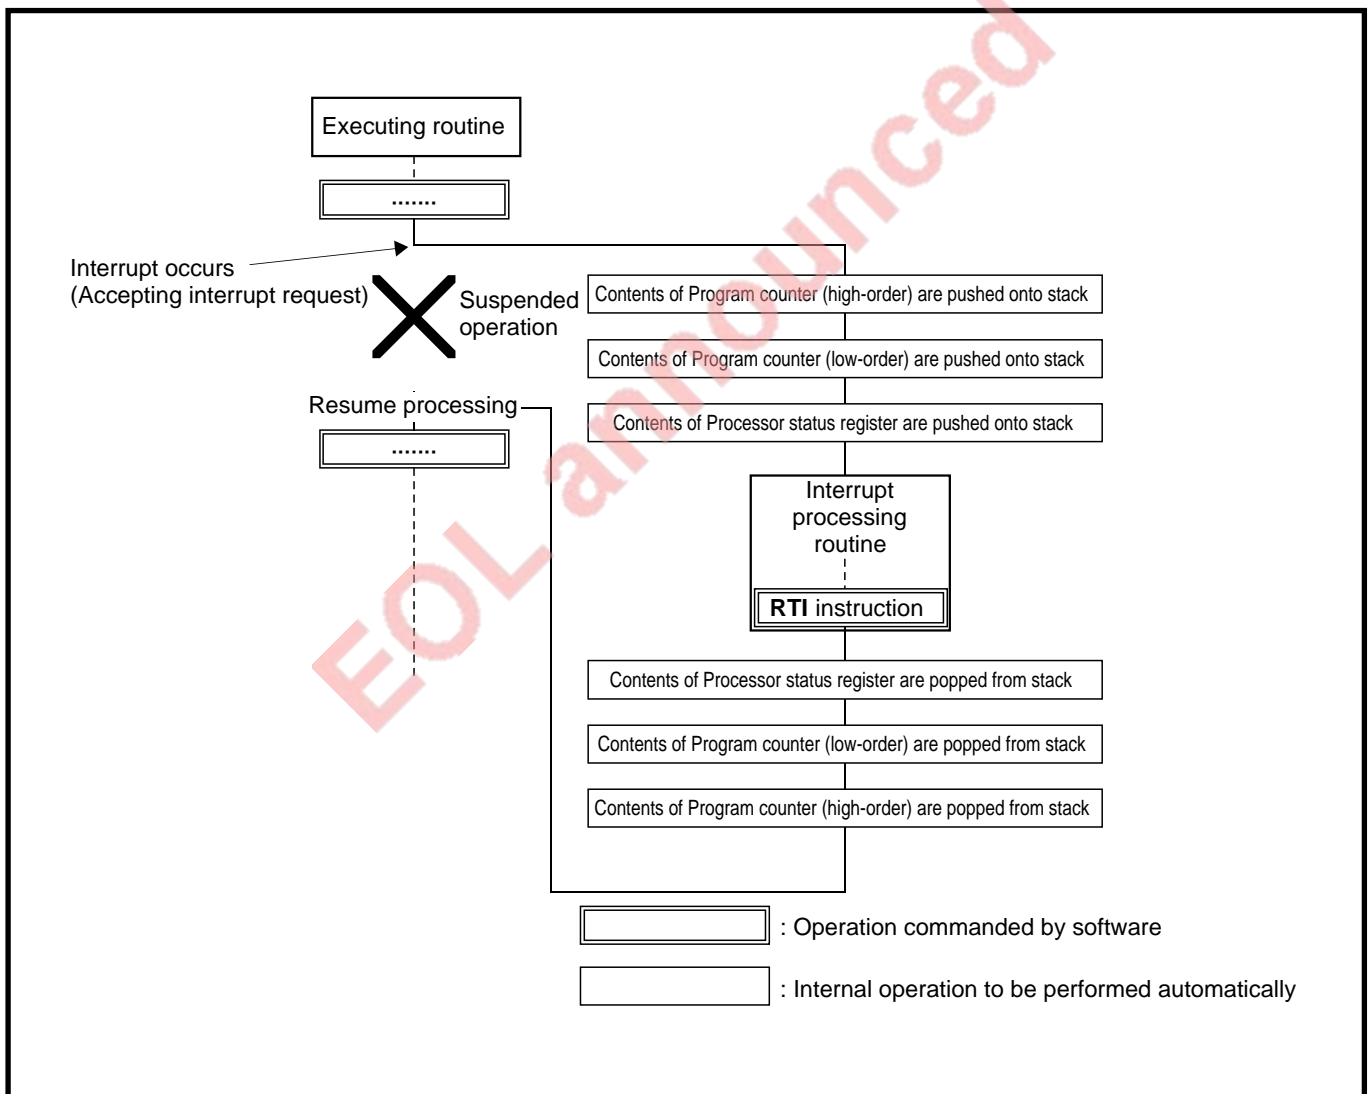 EOL announced
Executing routine
.......
Interrupt occurs
(Accepting interrupt request)
Suspended
operation
Contents of Program counter (high-order) are pushed onto stack
Contents of Program counter (low-order) are pushed onto stack
Contents of Processor status register are pushed onto stack
Resume processing
.......
Interrupt
processing
routine
RTI instruction
Contents of Processor status register are popped from stack
Contents of Program counter (low-order) are popped from stack
Contents of Program counter (high-order) are popped from stack
: Operation commanded by software
: Internal operation to be performed automatically